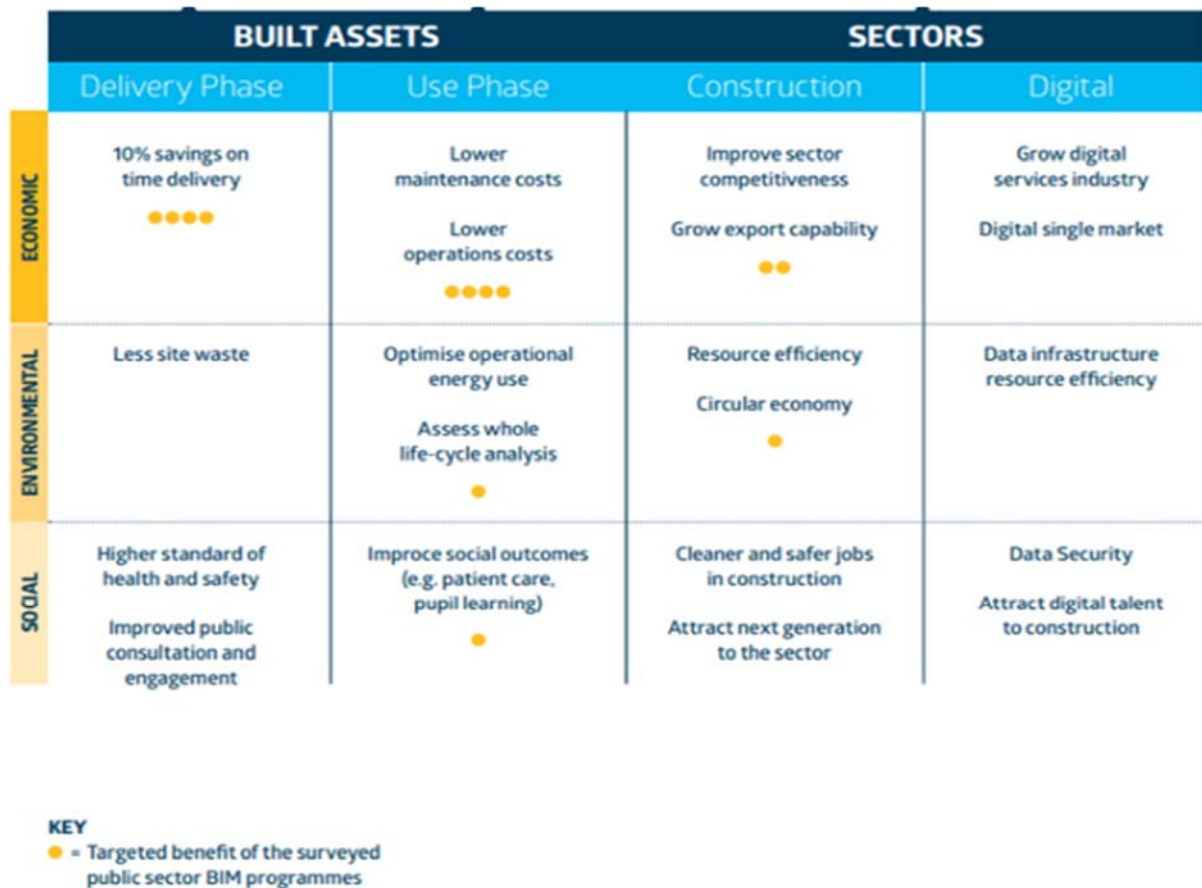 BUILT ASSETS
SECTORS
Delivery Phase
Use Phase
Construction
Digital
ECONOMIC
10% savings on
time delivery
Lower
maintenance costs
Lower
operations costs
Improve sector
competitiveness
Grow export capability
Grow digital
services industry
Digital single market
ENVIRONMENTAL
Less site waste
Optimise operational
energy use
Assess whole
life-cycle analysis
Resource efficiency
Circular economy
Data infrastructure
resource efficiency
SOCIAL
Higher standard of
health and safety
Improved public
consultation and
engagement
Improce social outcomes
(e.g. patient care,
pupil learning)
Cleaner and safer jobs
in construction
Attract next generation
to the sector
Data Security
Attract digital talent
to construction
KEY
= Targeted benefit of the surveyed
public sector BIM programmes